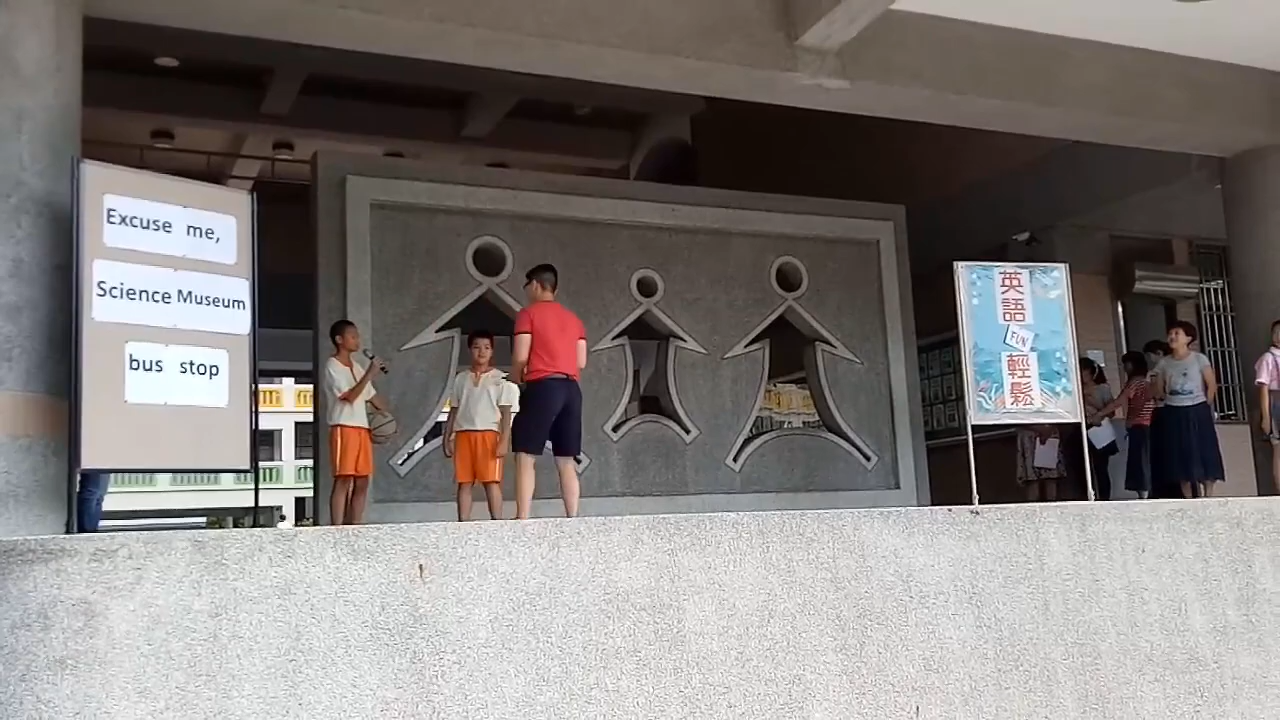 Excuse me,
Science Museum
bus stop
英
語
FUN
輕
鬆